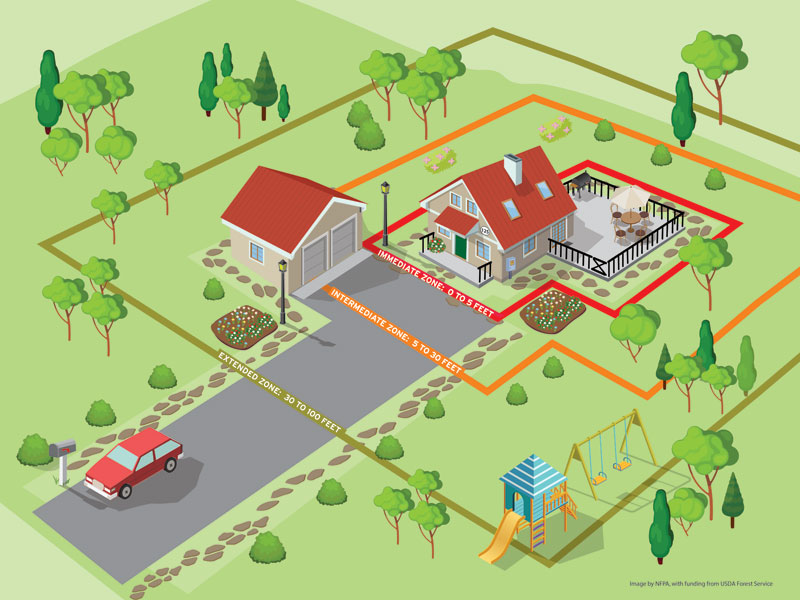 125
IMMEDIATE ZONE: 0 TO 5 FEET
INTERMEDIATE ZONE: 5 TO 30 FEET
EXTENDED ZONE: 30 TO 100 FEET
Image by NFPA, with funding from USDA Forest Service